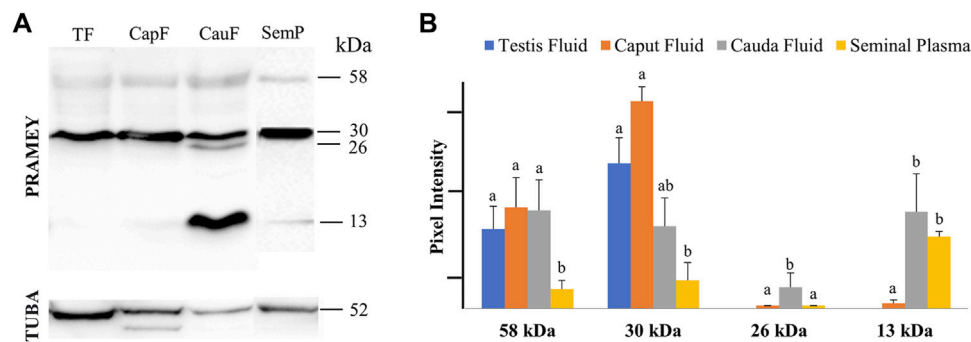 A
TF CapF CauF SemP
kDa
58
30
26
13
PRAMEY
52
TUBA
B
Testis Fluid Caput Fluid Cauda Fluid Seminal Plasma
Pixel Intensity
a a a b
a a ab b
a b a
a b b
58 kDa 30 kDa 26 kDa 13 kDa